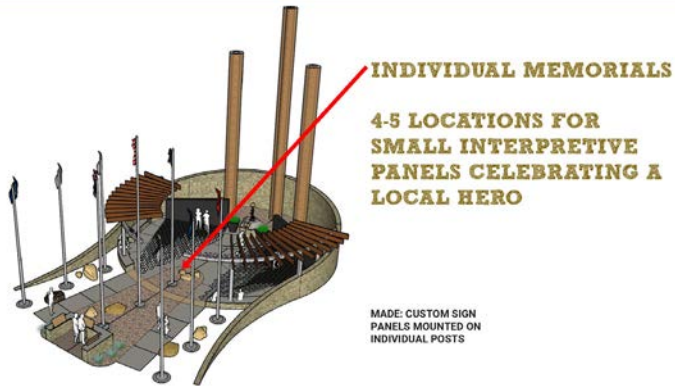 INDIVIDUAL MEMORIALS
4-5 LOCATIONS FOR
SMALL INTERPRETIVE
PANELS CELEBRATING A
LOCAL HERO
MADE: CUSTOM SIGN
PANELS MOUNTED ON
INDIVIDUAL POSTS